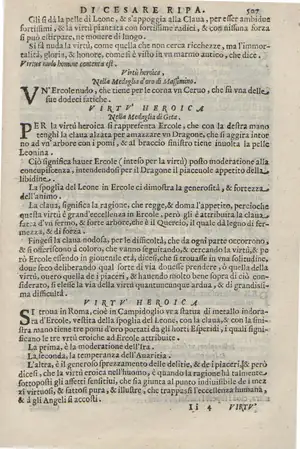 DI CESARE RIPA. 507
Gli si dà la pelle di Leone, & s'appoggia alla Claua, per esser ambidue
fortissimi, & la virtù piantata con fortissime radici, & con nissuna forza
si può estirpare, ne mouere di luogo.
Si fà nuda la virtù, come quella che non cerca ricchezze, ma l'immor-
talità, gloria, & honore, come si è visto in vn marmo antico, che dice.
Virtus nudo homine contenta est.
Virtù heroica,
Nella Medaglia d'oro di Massimino.
VN' Ercole nudo, che tiene per le corna vn Ceruo, che fù vna delle
sue dodeci fatiche.
VIRTV' HEROICA
Nella Medaglia di Geta.
PER la virtù heroica si rappresenta Ercole, che con la destra mano
tenghi la claua alzata per amazzare vn Dragone, che si aggira intor
no ad vn'arbore con i pomi, & al braccio sinistro tiene inuolta la pelle
Leonina.
Ciò significa hauer Ercole (inteso per la virtù) posto moderatione alla
concupiscenza, intendendosi per il Dragone il piaceuole appetito della
libidine.
La spoglia del Leone in Ercole ci dimostra la generosità, & fortezza
dell'animo.
La claua, significa la ragione, che regge, & doma l'appetito, percioche
questa virtù è grand'eccellenza in Ercole, però gli è attribuita la claua
fatta d'vn fermo, & forte arbore, che è il Quercio, il quale dà segno di fer-
mezza, & di forza.
Fingesi la claua nodosa, per le difficoltà, che da ogni parte occorrono,
& si offeriscono à coloro, che vanno seguitando, & cercando la virtù, & pe
rò Ercole essendo in giouenile età, dicesi, che si trouasse in vna solitudine,
doue seco deliberando qual sorte di via douesse prendere, ò quella della
virtù, ouero quella de i piaceri, & hauendo molto bene sopra di ciò con-
siderato, si elesse la via della virtù quantuncunque ardua, & di grandissi-
ma difficultà.
VIRTV' HEROICA
SI troua in Roma, cioè in Campidoglio vna statua di metallo indora-
ta d'Ercole, vestita della spoglia del Leone, con la claua, & con la sini-
stra mano tiene tre pomi d'oro portati da gli horti Esperidi, i quali signi-
ficano le tre virtù eroiche ad Ercole attribuite.
La prima, è la moderatione dell'Ira.
La seconda, la temperanza dell'Auaritia.
L'altra, è il generoso sprezzamento delle delitie, & de i piaceri, & però
dicesi, che la virtù eroica nell'huomo, è quando la ragione hà talmente
sottoposti gli affetti sensitiui, che sia giunta al punto indiuisibile de i mez
zi virtuosi, & fattosi pura, & illustre, che trappassi l'eccellenza humana,
& à gli Angeli si accosti.
Ii 4 VIRTV'